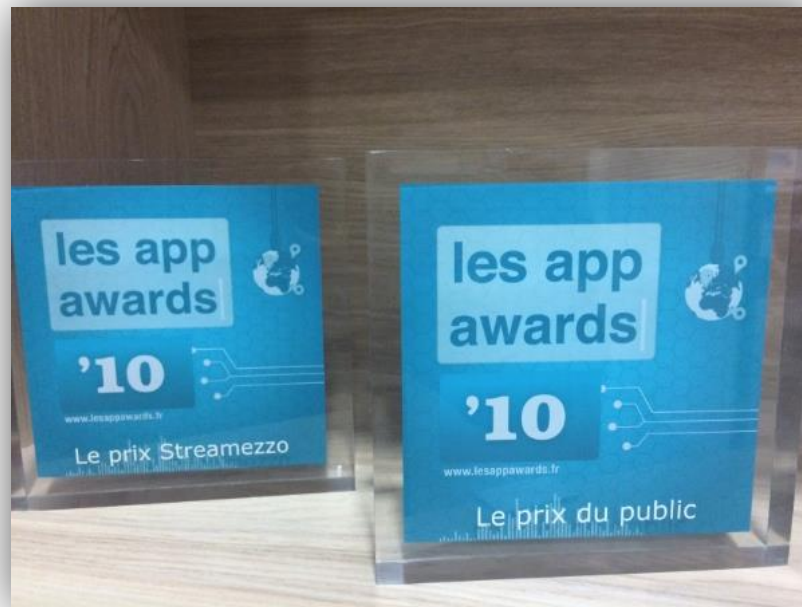 les app
awards
'10
www.lesappawards.fr
Le prix Streamezzo
les app
awards
'10
www.lesappawards.fr
Le prix du public